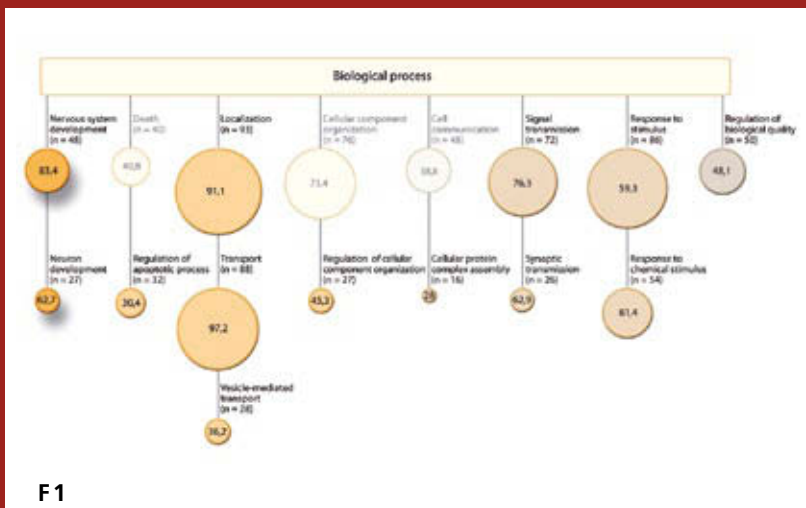 Biological process
Nervous system
development
(n = 48)
Death
(n = 40)
Localization
(n = 93)
Cellular component
organization
(n = 76)
Cell
communication
(n = 48)
Signal
transmission
(n = 72)
Response to
stimulus
(n = 86)
Regulation of
biological quality
(n = 50)
83,4
91,1
73,4
76,3
59,3
48,1
Neuron
development
(n = 27)
Regulation of
apoptotic process
(n = 32)
Transport
(n = 88)
Regulation of cellular
component organization
(n = 27)
Cellular protein
complex assembly
(n = 16)
Synaptic
transmission
(n = 26)
Response to
chemical stimulus
(n = 54)
62,7
30,4
97,2
62,9
61,4
Vesicle-mediated
transport
(n = 28)
36,2
F1